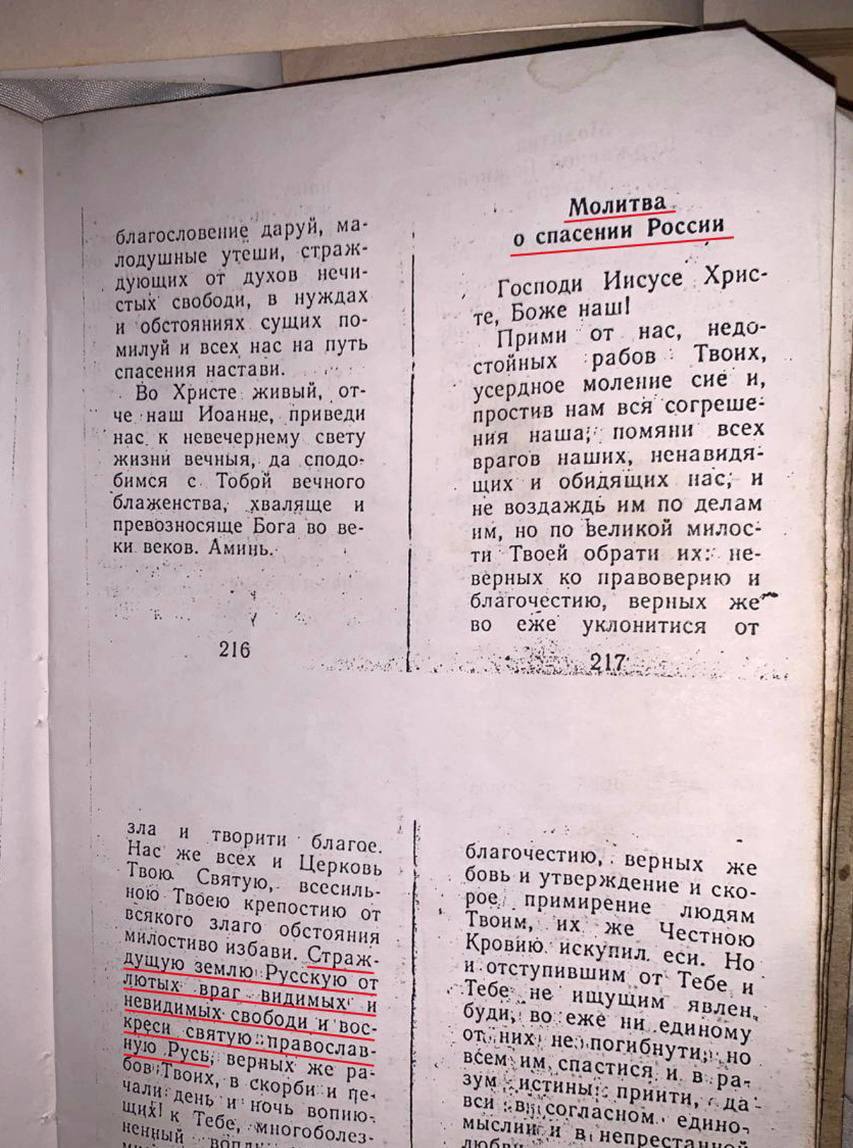 благословение даруй, ма-
лодушные утеши, страж-
дующих от духов нечи-
стых свободи, в нуждах
и обстояниях сущих по-
милуй и всех нас на путь
спасения настави.
Во Христе живый, от-
че наш Иоанне, приведи
нас к невечернему свету
жизни вечныя, да сподо-
бимся с Тобой вечного
блаженства, хваляще и
превозносяще Бога во ве-
ки веков. Аминь.
216
Молитва
о спасении России
Господи Иисусе Хрис-
те, Боже наш!
Прими от нас, недо-
стойных рабов Твоих,
усердное моление сие и,
простив нам вся согреше-
ния наша, помяни всех
врагов наших, ненавидя-
щих и обидящих нас, и
не воздаждь им по делам
им, но по великой милос-
ти Твоей обрати их: не-
верных ко правоверию и
благочестию, верных же
во еже уклонитися от
217
зла и творити благое.
Нас же всех и Церковь
Твою Святую, всесиль-
ною Твоею крепостию от
всякого злаго обстояния
милостиво избави. Страж-
дущую землю Русскую от
лютых враг видимых и
невидимых свободи и вос-
креси святую православ-
ную Русь, верных же ра-
бов Твоих, в скорби и пе-
чали день и ночь вопию-
щих к Тебе, многоболез-
ненный вопль
благочестию, верных же
бовь и утверждение и ско-
рое примирение людям
Твоим, их же Честною
Кровию искупил еси. Но
и отступившим от Тебе и
Тебе не ищущим явлен
буди, во еже ни единому
от них не погибнути, но
всем им спастися и в ра-
зум истины приити, да
вси в согласном едино-
мыслии и в непрестанной
любви